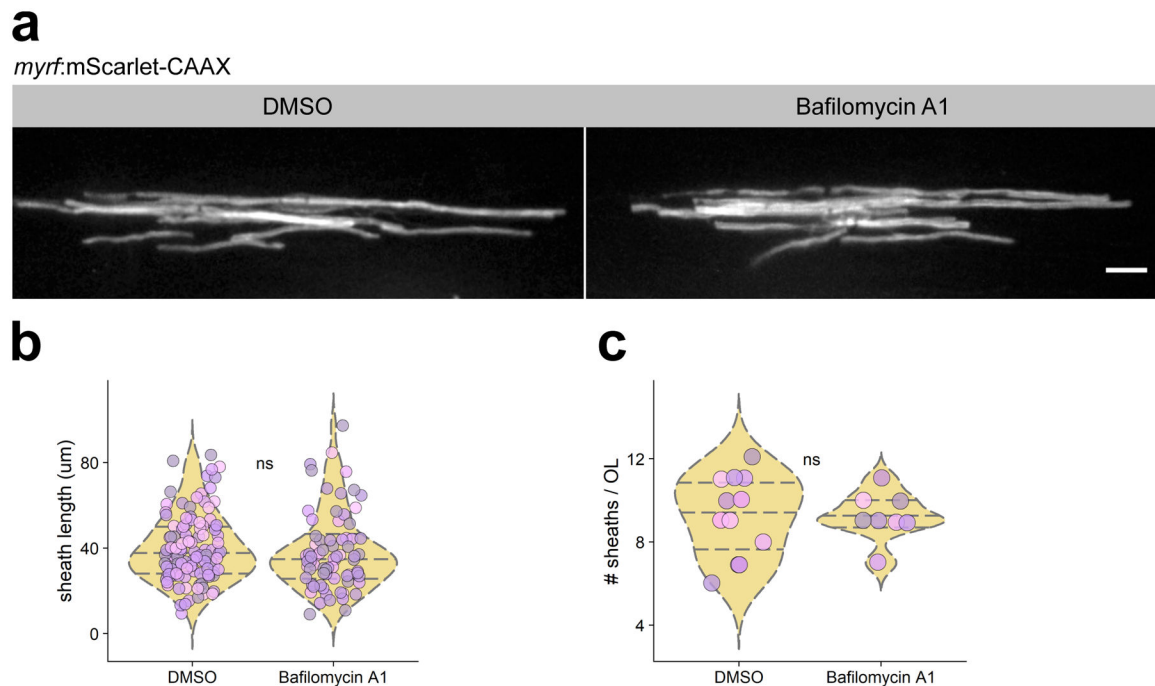 a
myrf:mScarlet-CAAX
DMSO
Bafilomycin A1
b
c
sheath length (um)
80
40
0
ns
DMSO
Bafilomycin A1
# sheaths / OL
12
8
4
ns
DMSO
Bafilomycin A1